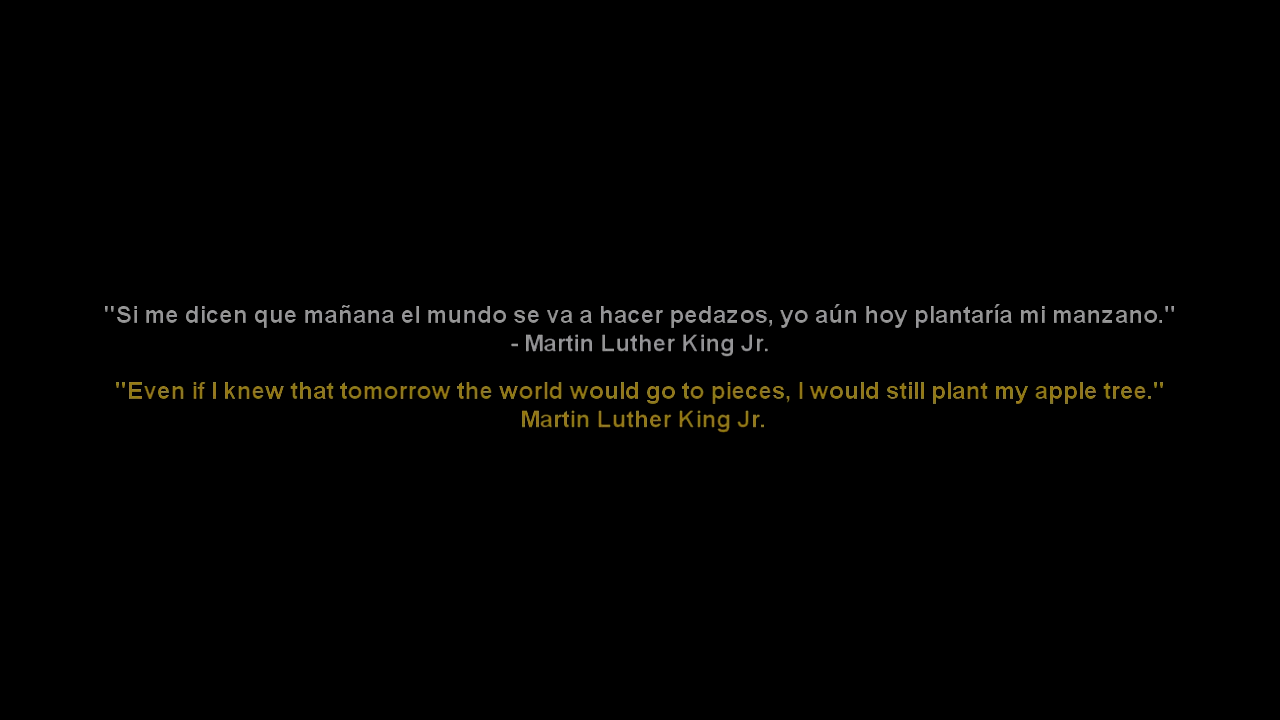 "Si me dicen que mañana el mundo se va a hacer pedazos, yo aún hoy plantaría mi manzano."
- Martin Luther King Jr.
"Even if I knew that tomorrow the world would go to pieces, I would still plant my apple tree."
Martin Luther King Jr.